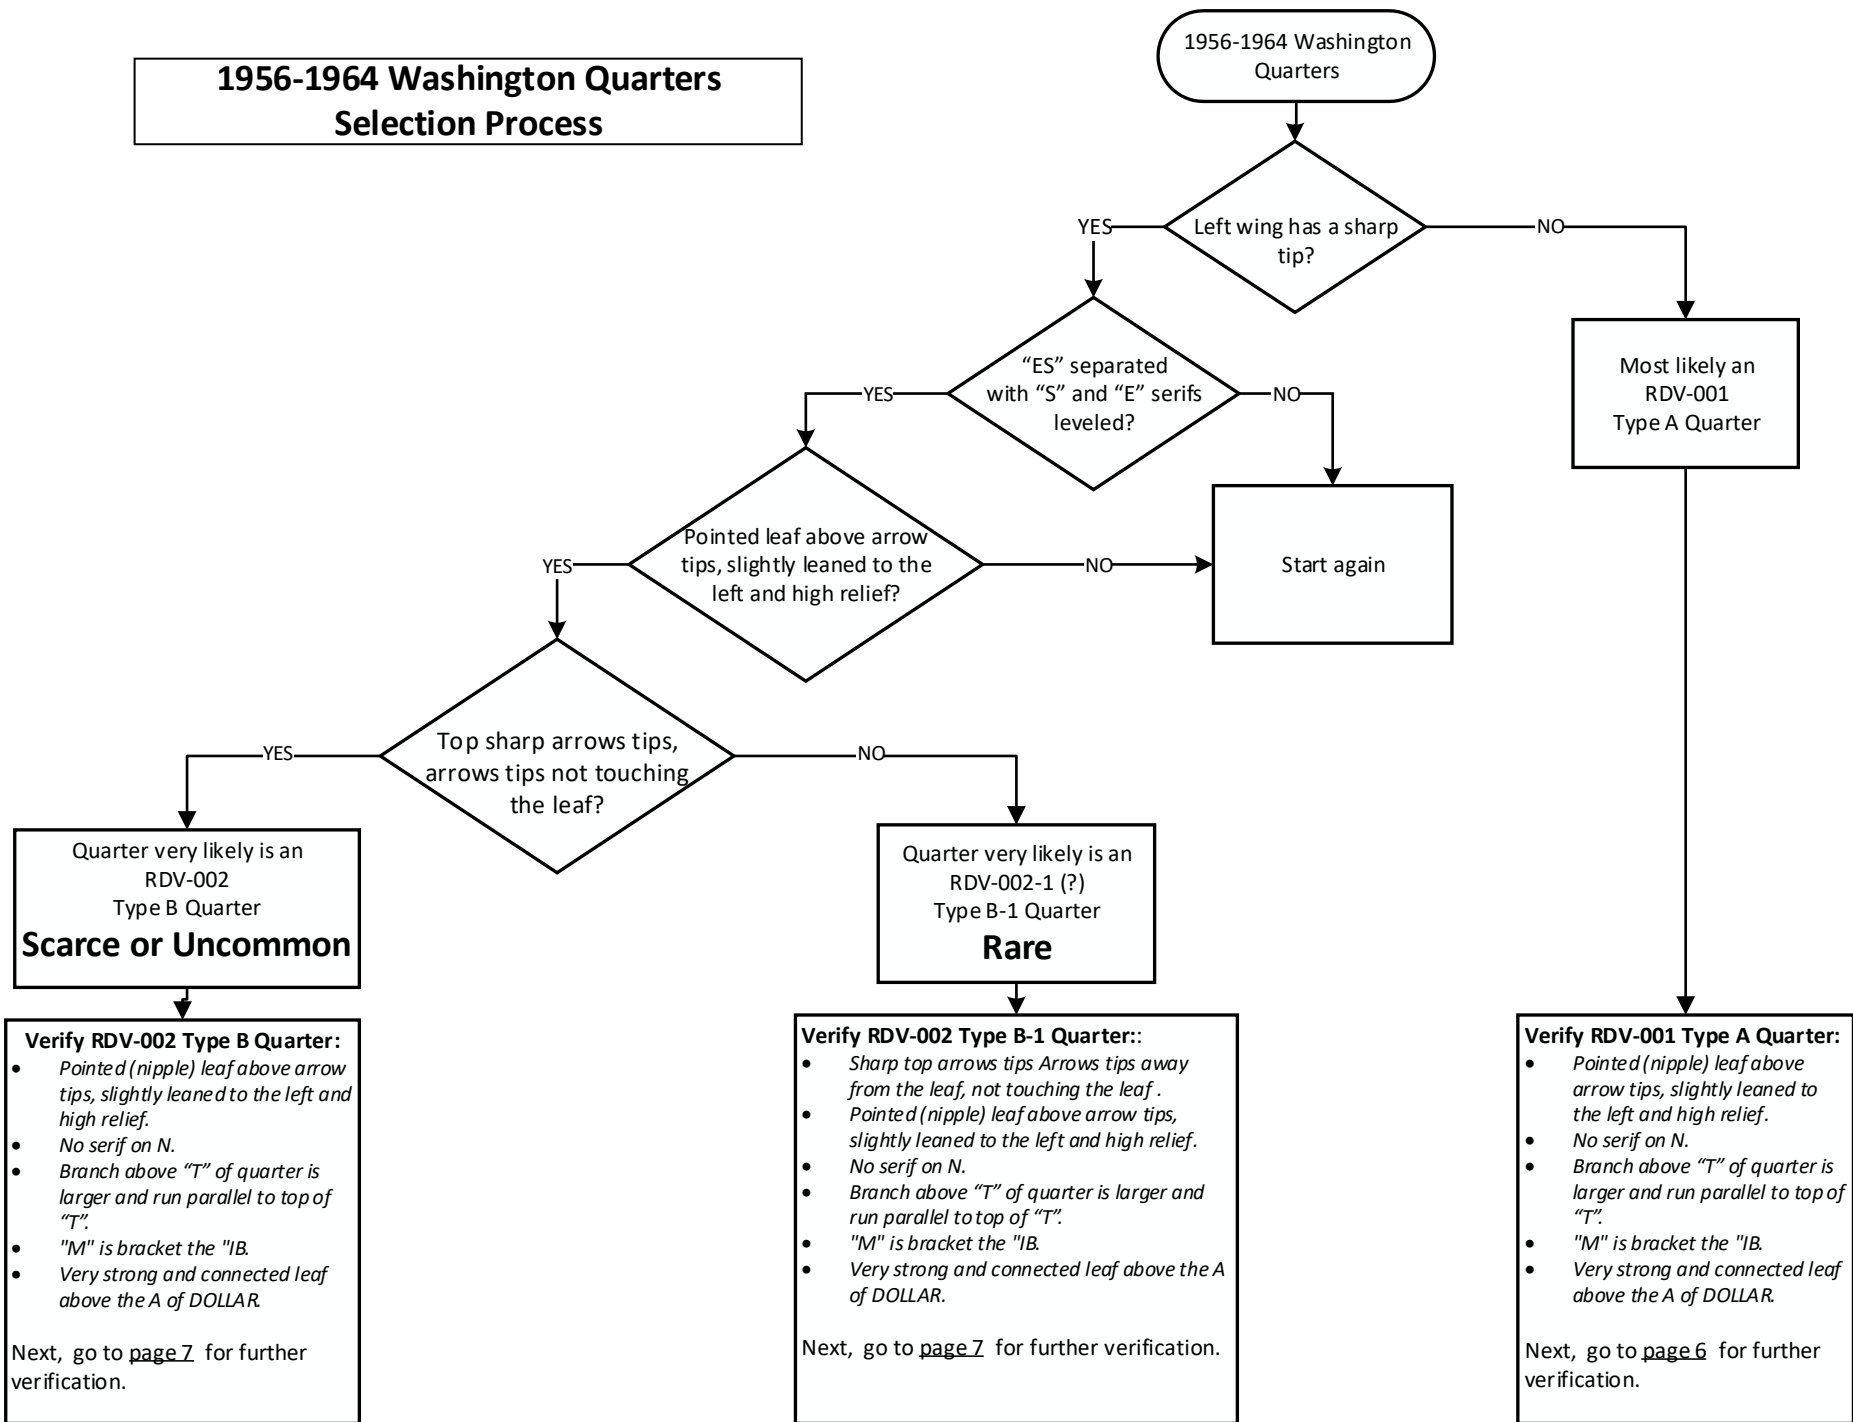 1956-1964 Washington Quarters
Selection Process
1956-1964 Washington
Quarters
Left wing has a sharp
tip?
YES
NO
"ES" separated
with "S" and "E" serifs
leveled?
YES
NO
Most likely an
RDV-001
Type A Quarter
Pointed leaf above arrow
tips, slightly leaned to the
left and high relief?
YES
NO
Start again
Top sharp arrows tips,
arrows tips not touching
the leaf?
YES
NO
Quarter very likely is an
RDV-002
Type B Quarter
Scarce or Uncommon
Quarter very likely is an
RDV-002-1 (?)
Type B-1 Quarter
Rare
Verify RDV-002 Type B Quarter:
• Pointed (nipple) leaf above arrow
tips, slightly leaned to the left and
high relief.
• No serif on N.
• Branch above “T” of quarter is
larger and run parallel to top of
“T”.
• "M" is bracket the "IB.
• Very strong and connected leaf
above the A of DOLLAR.
Next, go to page 7 for further
verification.
Verify RDV-002 Type B-1 Quarter::
• Sharp top arrows tips Arrows tips away
from the leaf, not touching the leaf .
• Pointed (nipple) leaf above arrow tips,
slightly leaned to the left and high relief.
• No serif on N.
• Branch above “T” of quarter is larger and
run parallel to top of “T”.
• "M" is bracket the "IB.
• Very strong and connected leaf above the A
of DOLLAR.
Next, go to page 7 for further verification.
Verify RDV-001 Type A Quarter:
• Pointed (nipple) leaf above
arrow tips, slightly leaned to
the left and high relief.
• No serif on N.
• Branch above “T” of quarter is
larger and run parallel to top of
“T”.
• "M" is bracket the "IB.
• Very strong and connected leaf
above the A of DOLLAR.
Next, go to page 6 for further
verification.